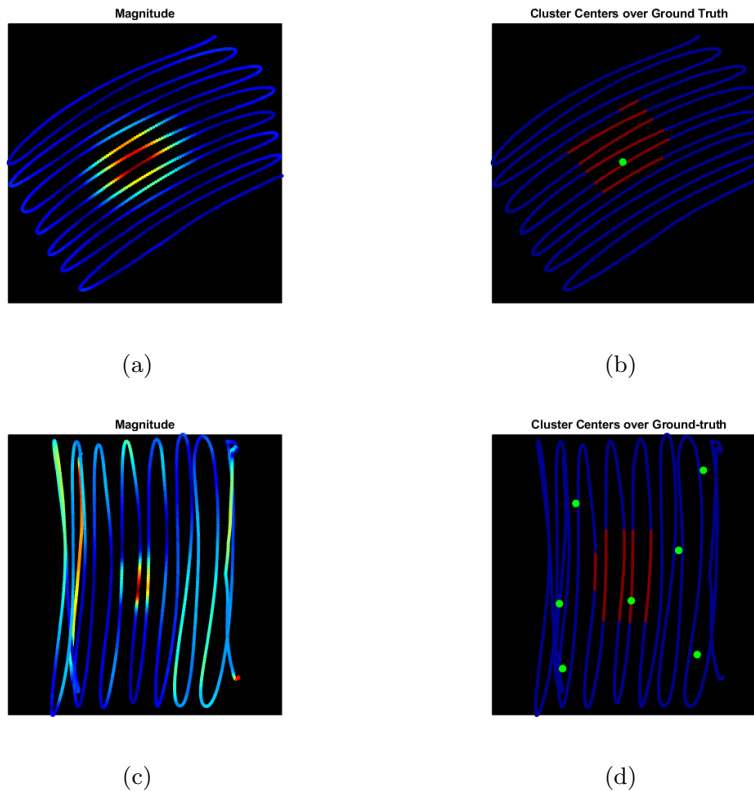 Magnitude
Cluster Centers over Ground Truth
(a)
(b)
Magnitude
Cluster Centers over Ground-truth
(c)
(d)